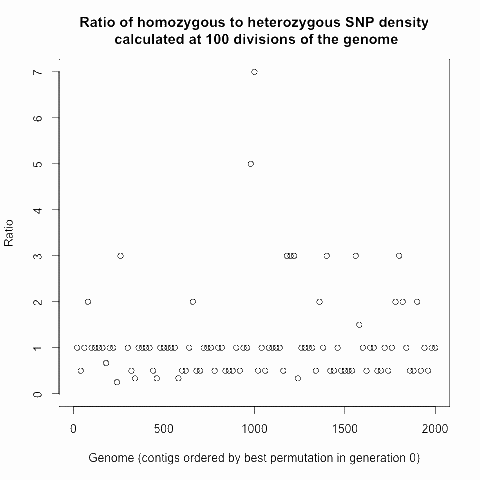 Ratio of homozygous to heterozygous SNP density
calculated at 100 divisions of the genome
7
6
5
4
3
2
1
0
Ratio
0 500 1000 1500 2000
Genome (contigs ordered by best permutation in generation 0)